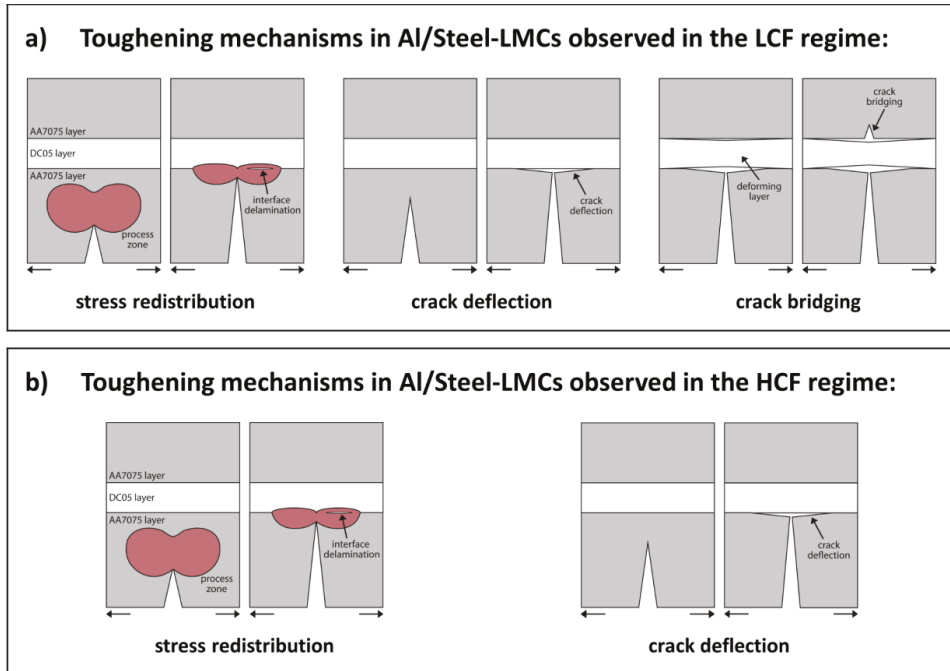 a) Toughening mechanisms in Al/Steel-LMCs observed in the LCF regime:
AA7075 layer
DC05 layer
AA7075 layer
process
zone
interface
delamination
stress redistribution
crack
deflection
crack deflection
crack
bridging
deforming
layer
crack bridging
b) Toughening mechanisms in Al/Steel-LMCs observed in the HCF regime:
AA7075 layer
DC05 layer
AA7075 layer
process
zone
interface
delamination
stress redistribution
crack
deflection
crack deflection